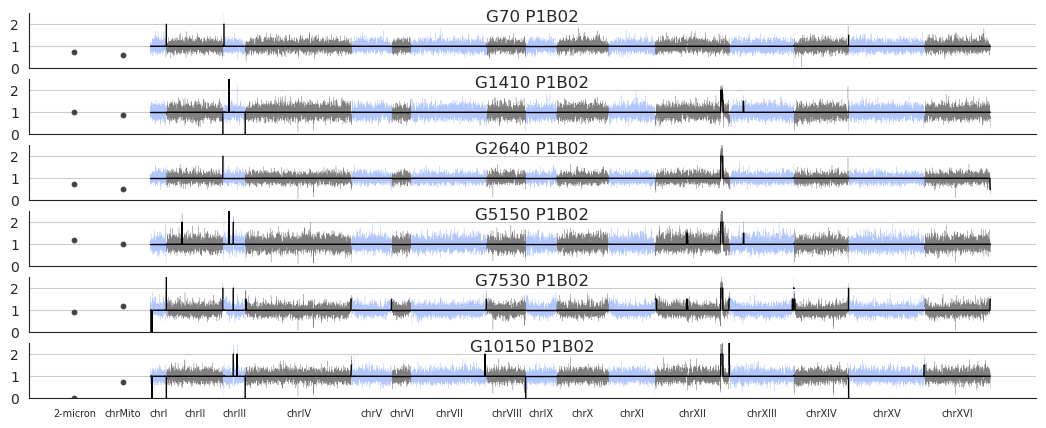 G70 P1B02
2
1
0
G1410 P1B02
2
1
0
G2640 P1B02
2
1
0
G5150 P1B02
2
1
0
G7530 P1B02
2
1
0
G10150 P1B02
2
1
0
2-micron chrMito chrI chrII chrIII chrIV chrV chrVI chrVII chrVIII chrIX chrX chrXI chrXII chrXIII chrXIV chrXV chrXVI